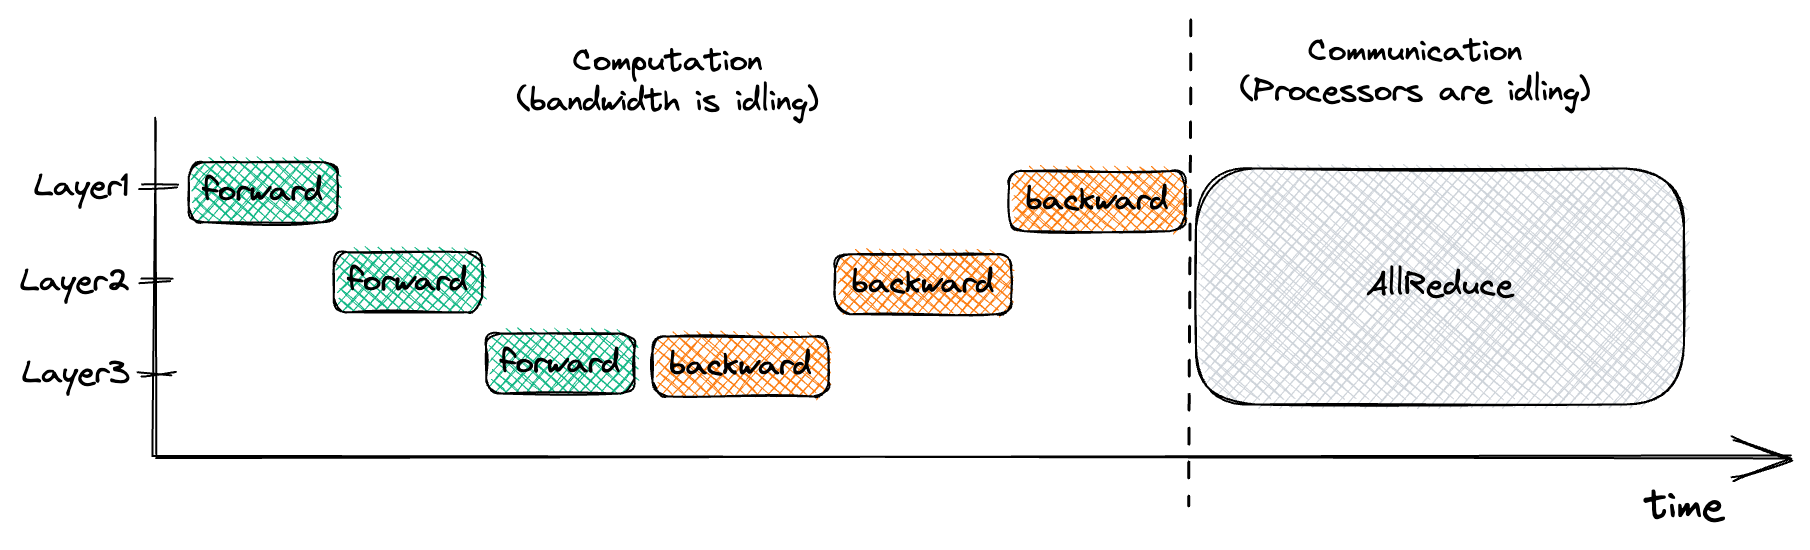 Computation
(bandwidth is idling)
Communication
(Processors are idling)
Layer1
forward
backward
Layer2
forward
backward
AllReduce
Layer3
forward
backward
time